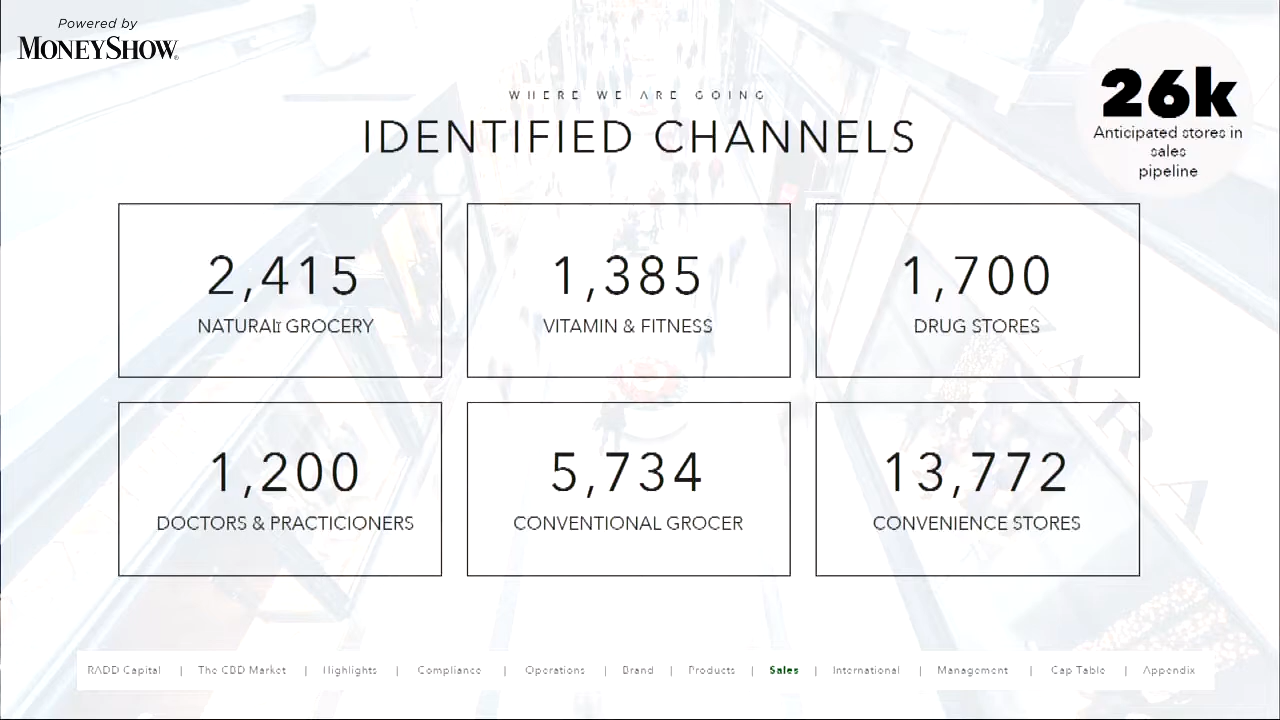 Powered by
MONEYSHOW
26k
Anticipated stores in
sales
pipeline
WHERE WE ARE GOING
IDENTIFIED CHANNELS
2,415
NATURALr GROCERY
1,385
VITAMIN & FITNESS
1,700
DRUG STORES
1,200
DOCTORS & PRACTICIONERS
5,734
CONVENTIONAL GROCER
13,772
CONVENIENCE STORES
RADD Capital | The CBD Market | Highlights | Compliance | Operations | Brand | Products | Sales | International | Management | Cap Table | Appendix